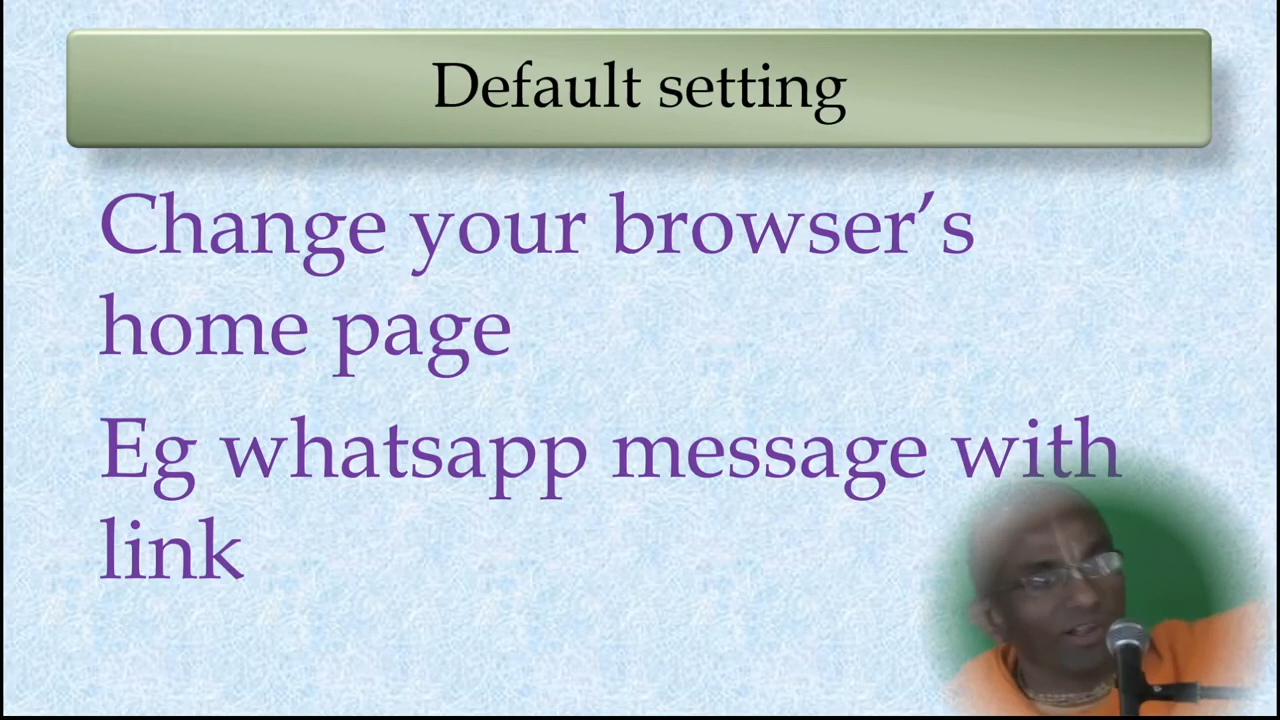 Default setting
Change your browser’s
home page
Eg whatsapp message with
link